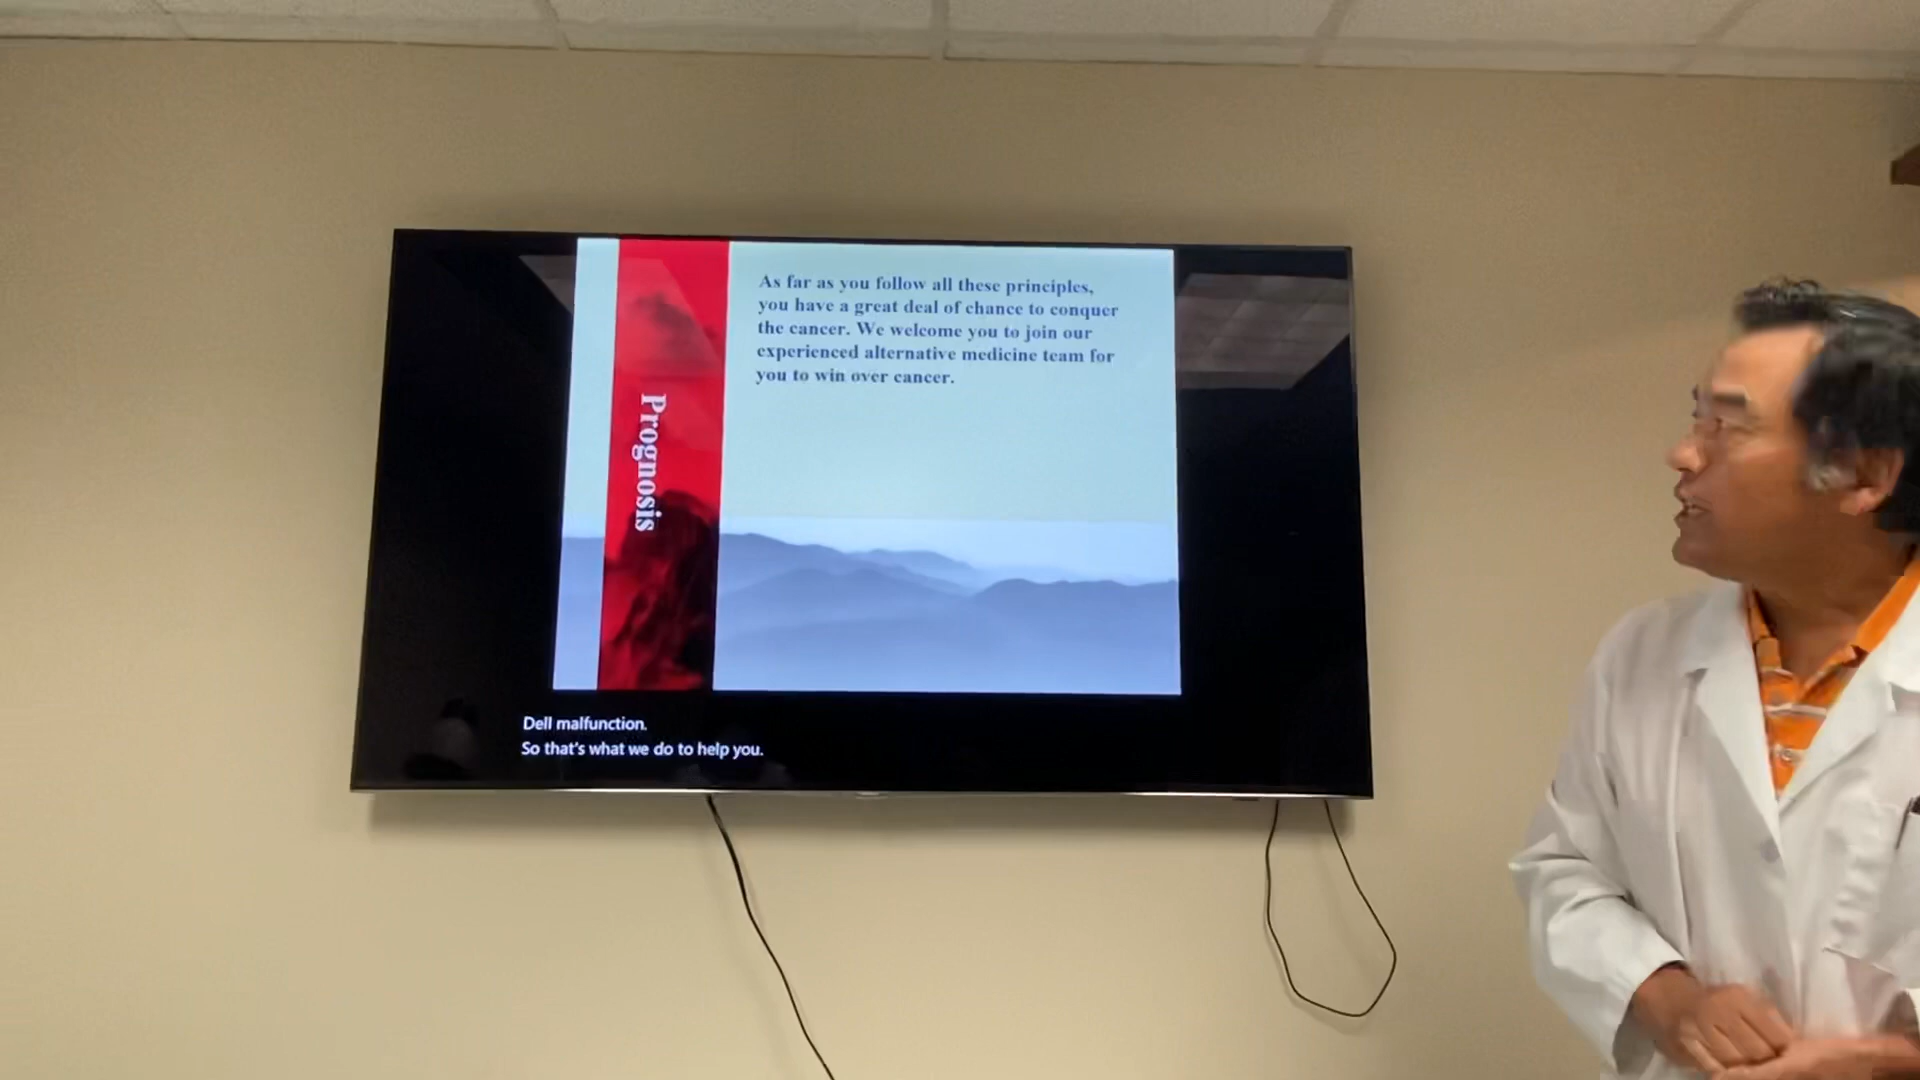 Prognosis
As far as you follow all these principles,
you have a great deal of chance to conquer
the cancer. We welcome you to join our
experienced alternative medicine team for
you to win over cancer.
Dell malfunction.
So that's what we do to help you.